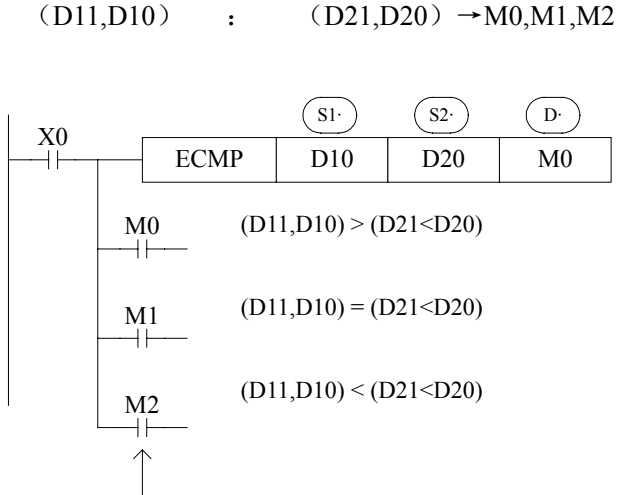 （D11,D10） ： （D21,D20）→M0,M1,M2
S1· S2· D·
X0
ECMP D10 D20 M0
M0 (D11,D10) > (D21<D20)
M1 (D11,D10) = (D21<D20)
M2 (D11,D10) < (D21<D20)